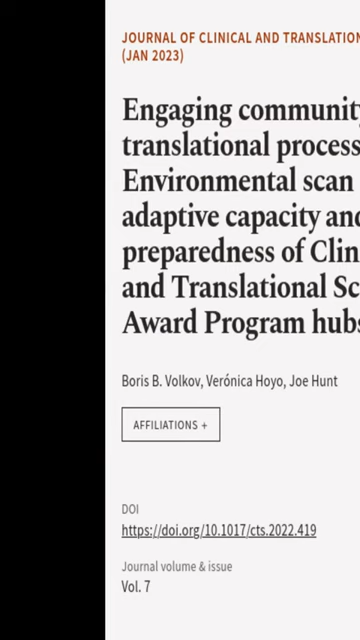 JOURNAL OF CLINICAL AND TRANSLATION
(JAN 2023)
Engaging community
translational process
Environmental scan
adaptive capacity and
preparedness of Clin
and Translational Sc
Award Program hubs
Boris B. Volkov, Verónica Hoyo, Joe Hunt
AFFILIATIONS +
DOI
https://doi.org/10.1017/cts.2022.419
Journal volume & issue
Vol. 7